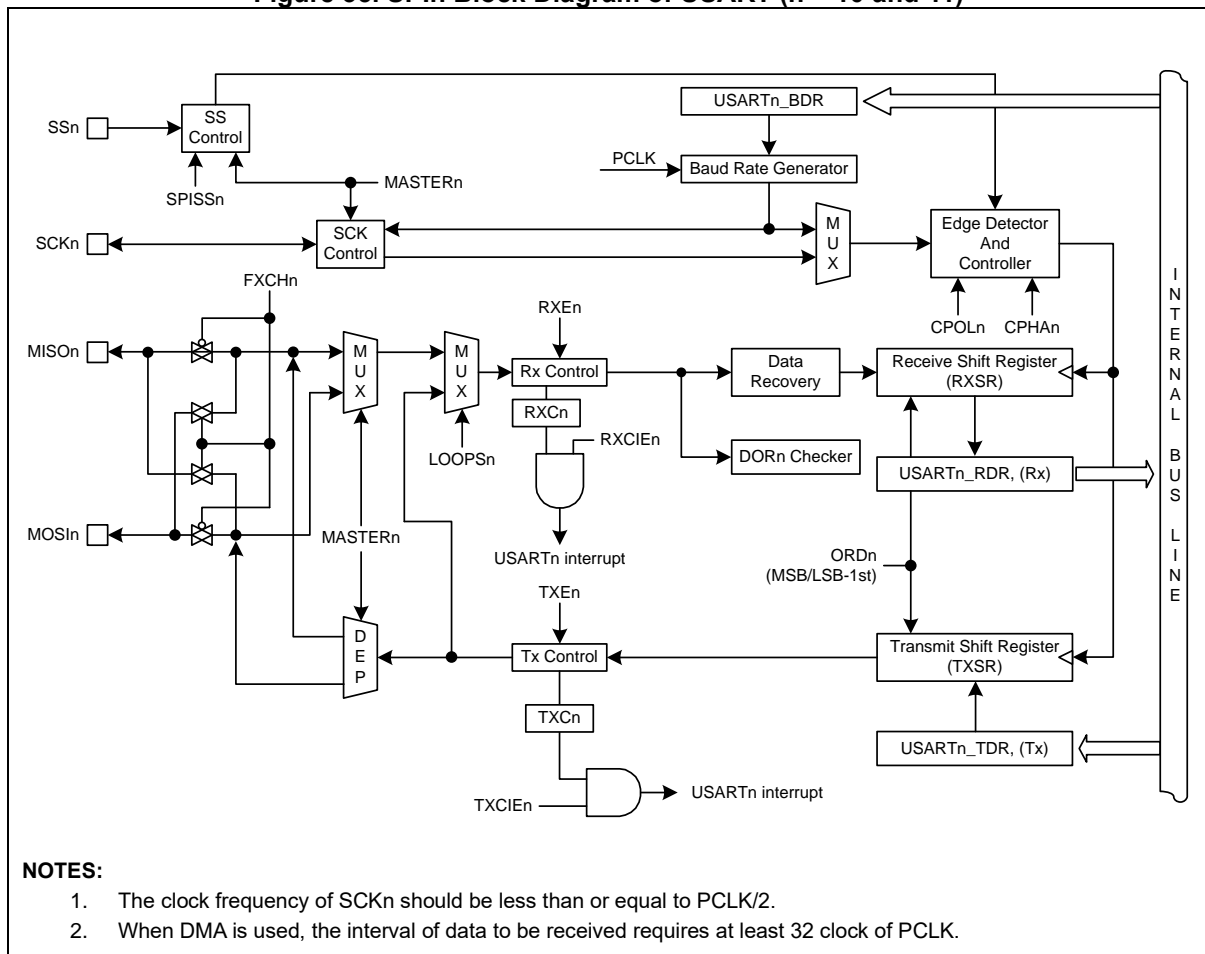 SSn
SS
Control
SPISSn
MASTERn
USARTn_BDR
PCLK
Baud Rate Generator
SCKn
SCK
Control
M
U
X
Edge Detector
And
Controller
CPOLn
CPHAn
FXCHn
MISOn
M
U
X
M
U
X
LOOPSn
RXEn
Rx Control
RXCn
RXCIEn
USARTn interrupt
Data
Recovery
DORn Checker
Receive Shift Register
(RXSR)
USARTn_RDR, (Rx)
MOSIn
MASTERn
ORDn
(MSB/LSB-1st)
TXEn
D
E
P
Tx Control
Transmit Shift Register
(TXSR)
TXCn
USARTn_TDR, (Tx)
TXCIEn
USARTn interrupt
I
N
T
E
R
N
A
L
B
U
S
L
I
N
E
NOTES:
1. The clock frequency of SCKn should be less than or equal to PCLK/2.
2. When DMA is used, the interval of data to be received requires at least 32 clock of PCLK.